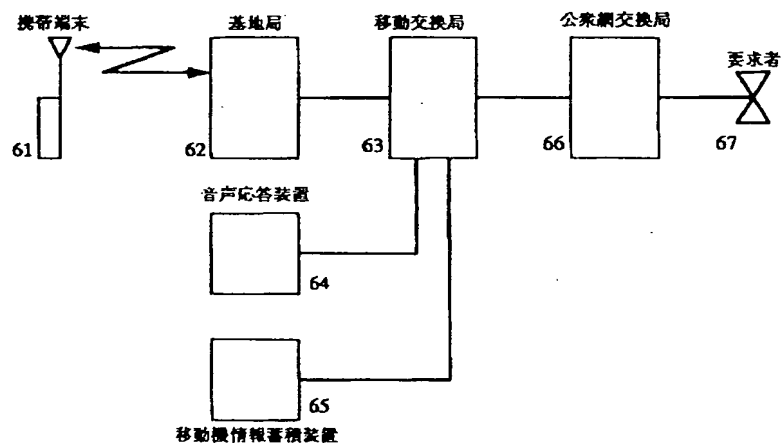 携帯端末
基地局
移動交換局
公衆網交換局
要求者
61
62
63
66
67
音声応答装置
64
65
移動機情報蓄積装置